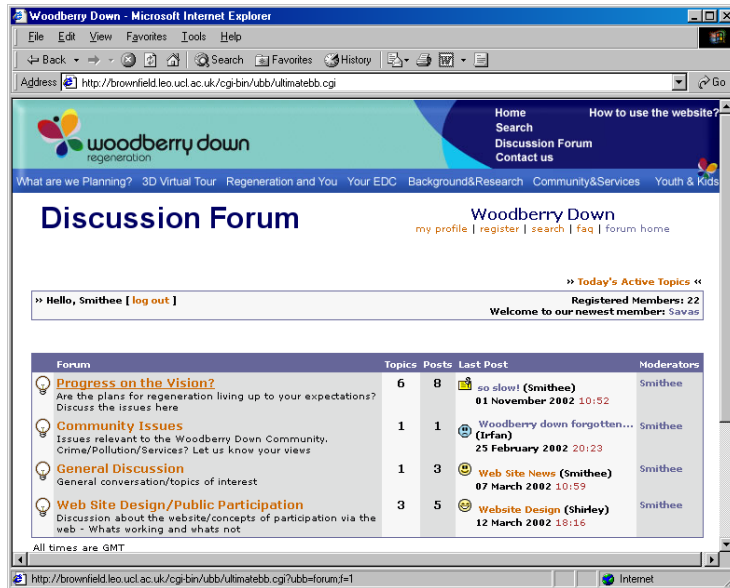 Woodberry Down - Microsoft Internet Explorer
File Edit View Favorites Tools Help
Back Search Favorites History
Address http://brownfield.leo.ucl.ac.uk/cgi-bin/ubb/ultimatebb.cgi Go
woodberry down
regeneration
Home How to use the website?
Search
Discussion Forum
Contact us
What are we Planning? 3D Virtual Tour Regeneration and You Your EDC Background&Research Community&Services Youth & Kids
Discussion Forum
Woodberry Down
my profile | register | search | faq | forum home
›› Today's Active Topics ‹‹
›› Hello, Smithee [ log out ]
Registered Members: 22
Welcome to our newest member: Savas
Forum Topics Posts Last Post Moderators
Progress on the Vision?
Are the plans for regeneration living up to your expectations?
Discuss the issues here
6 8 so slow! (Smithee)
01 November 2002 10:52
Smithee
Community Issues
Issues relevant to the Woodberry Down Community.
Crime/Pollution/Services? Let us know your views
1 1 Woodberry down forgotten...
(Irfan)
25 February 2002 20:23
Smithee
General Discussion
General conversation/topics of interest
1 3 Web Site News (Smithee)
07 March 2002 10:59
Smithee
Web Site Design/Public Participation
Discussion about the website/concepts of participation via the
web - Whats working and whats not
3 5 Website Design (Shirley)
12 March 2002 18:16
Smithee
All times are GMT
http://brownfield.leo.ucl.ac.uk/cgi-bin/ubb/ultimatebb.cgi?ubb=forum;f=1 Internet